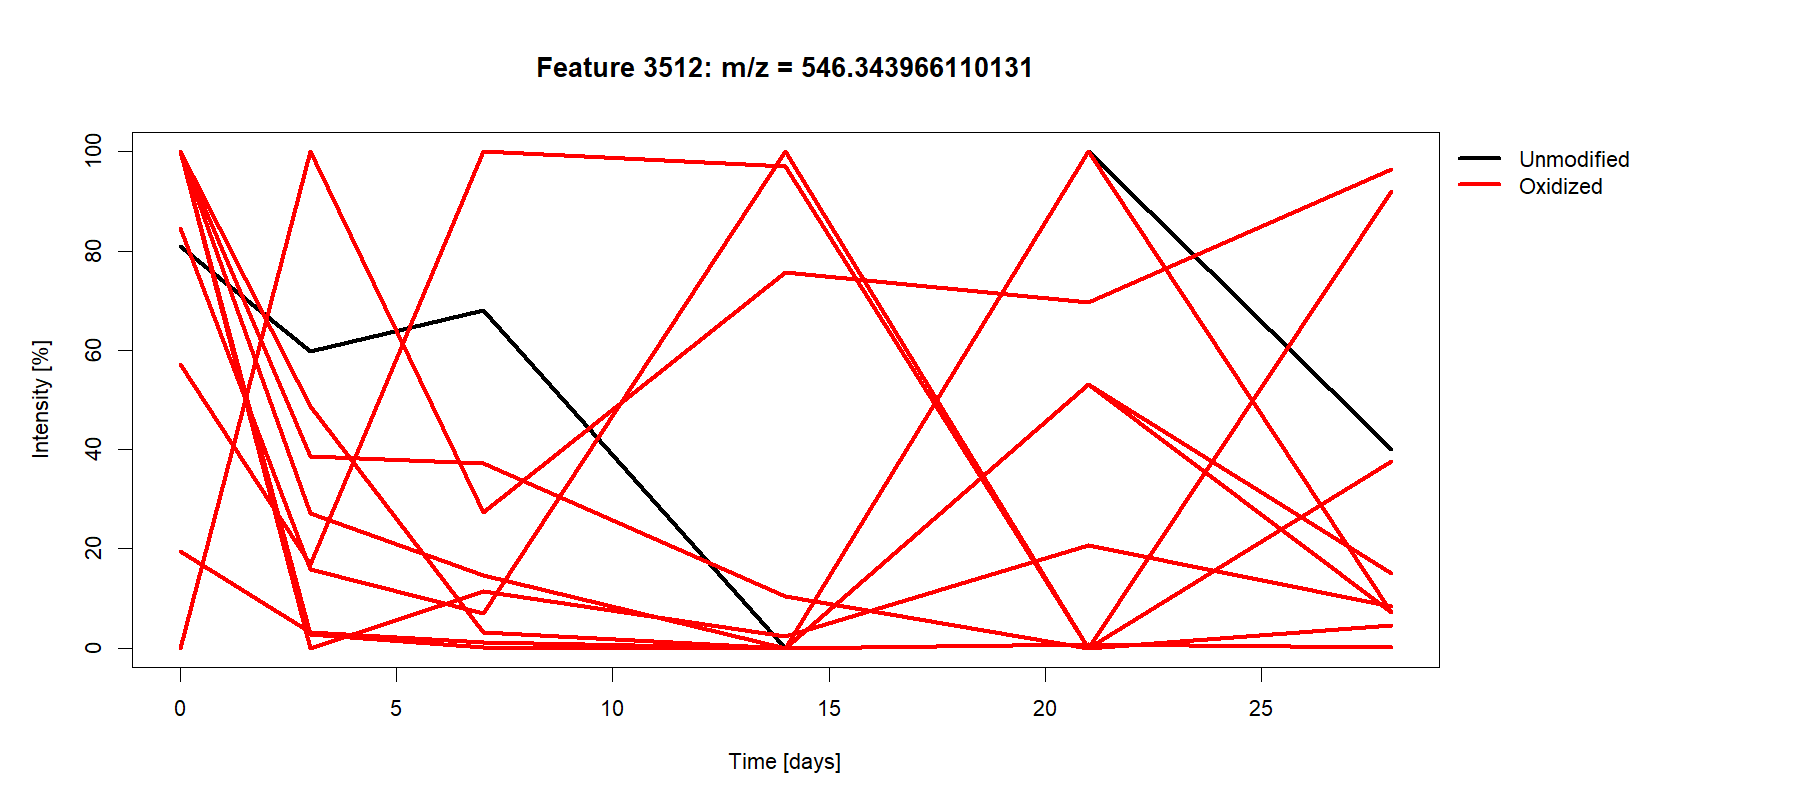 Feature 3512: m/z = 546.343966110131
Unmodified
Oxidized
Intensity [%]
100
80
60
40
20
0
0 5 10 15 20 25
Time [days]